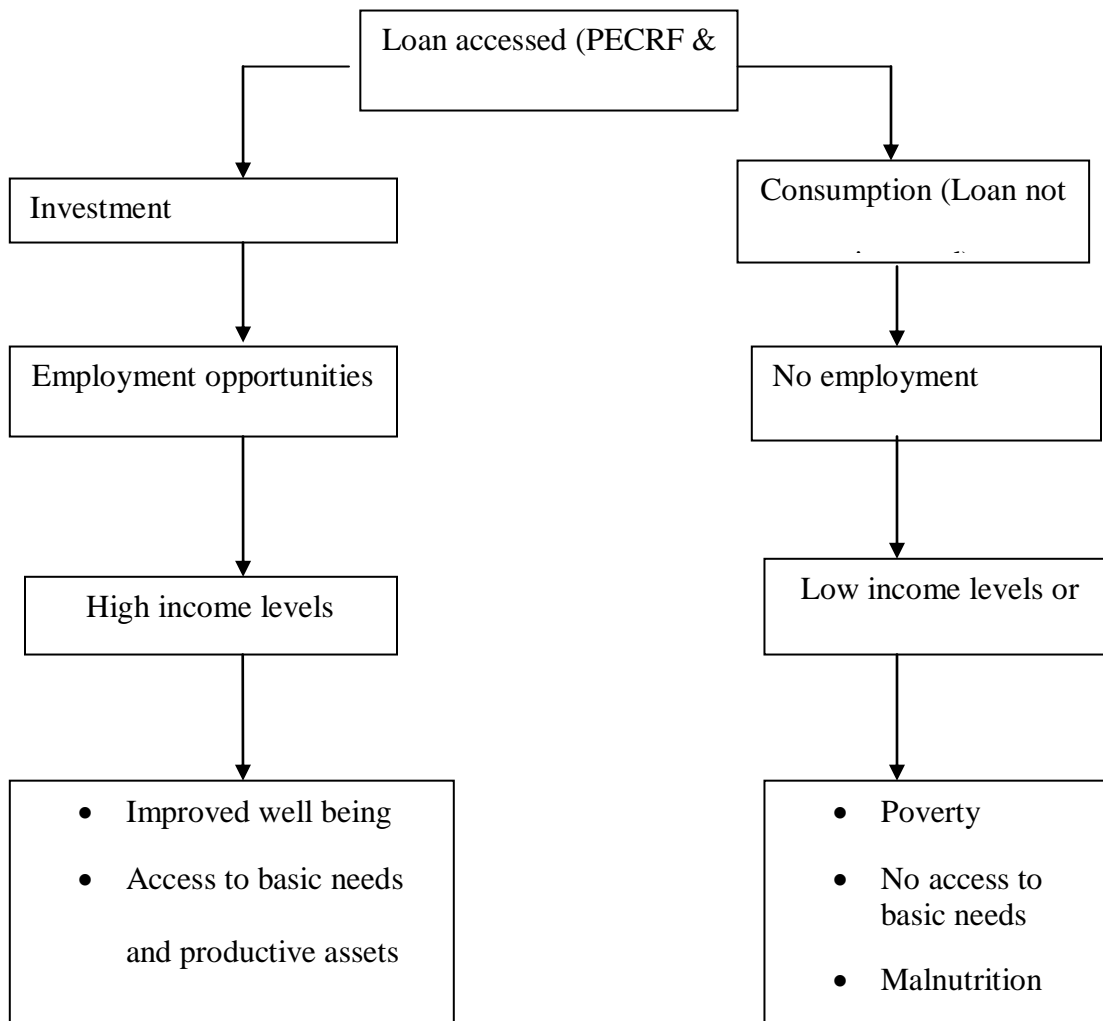 Loan accessed (PECRF &
Investment
Consumption (Loan not
Employment opportunities
No employment
High income levels
Low income levels or
• Improved well being
• Access to basic needs
and productive assets
• Poverty
• No access to
basic needs
• Malnutrition